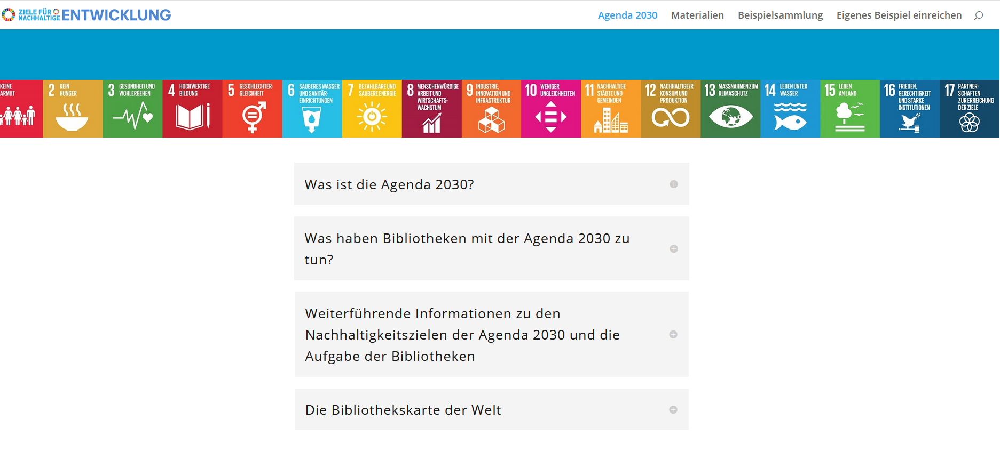 ZIELE FÜR
NACHHALTIGE ENTWICKLUNG
Agenda 2030 Materialien Beispielsammlung Eigenes Beispiel einreichen
KEINE
ARMUT
2 KEIN
HUNGER
3 GESUNDHEIT UND
WOHLERGEHEN
4 HOCHWERTIGE
BILDUNG
5 GESCHLECHTER-
GLEICHHEIT
6 SAUBERES WASSER
UND SANITÄR-
EINRICHTUNGEN
7 BEZAHLBARE UND
SAUBERE ENERGIE
8 MENSCHENWÜRDIGE
ARBEIT UND
WIRTSCHAFTS-
WACHSTUM
9 INDUSTRIE,
INNOVATION UND
INFRASTRUKTUR
10 WENIGER
UNGLEICHHEITEN
11 NACHHALTIGE
STÄDTE UND
GEMEINDEN
12 NACHHALTIGE/R
KONSUM UND
PRODUKTION
13 MASSNAHMEN ZUM
KLIMASCHUTZ
14 LEBEN UNTER
WASSER
15 LEBEN
AN LAND
16 FRIEDEN,
GERECHTIGKEIT
UND STARKE
INSTITUTIONEN
17 PARTNER-
SCHAFTEN
ZUR ERREICHUNG
DER ZIELE
Was ist die Agenda 2030?
Was haben Bibliotheken mit der Agenda 2030 zu
tun?
Weiterführende Informationen zu den
Nachhaltigkeitszielen der Agenda 2030 und die
Aufgabe der Bibliotheken
Die Bibliothekskarte der Welt